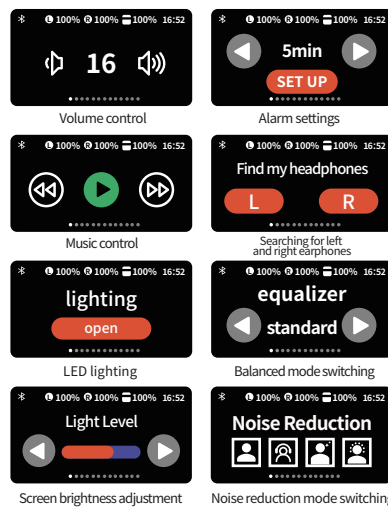 L 100% R 100% 100% 16:52
16
Volume control
L 100% R 100% 100% 16:52
5min
SET UP
Alarm settings
L 100% R 100% 100% 16:52
Music control
L 100% R 100% 100% 16:52
Find my headphones
L R
Searching for left
and right earphones
L 100% R 100% 100% 16:52
lighting
open
LED lighting
L 100% R 100% 100% 16:52
equalizer
standard
Balanced mode switching
L 100% R 100% 100% 16:52
Light Level
Screen brightness adjustment
L 100% R 100% 100% 16:52
Noise Reduction
Noise reduction mode switching